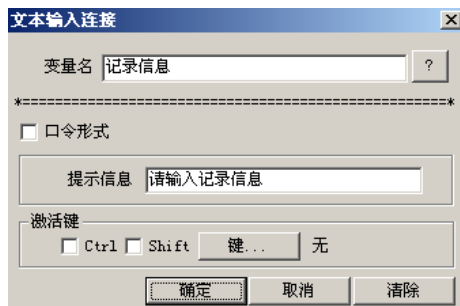 文本输入连接
变量名 记录信息 ?
*=====================================================*
口令形式
提示信息 请输入记录信息
激活键
Ctrl Shift 键... 无
确定 取消 清除